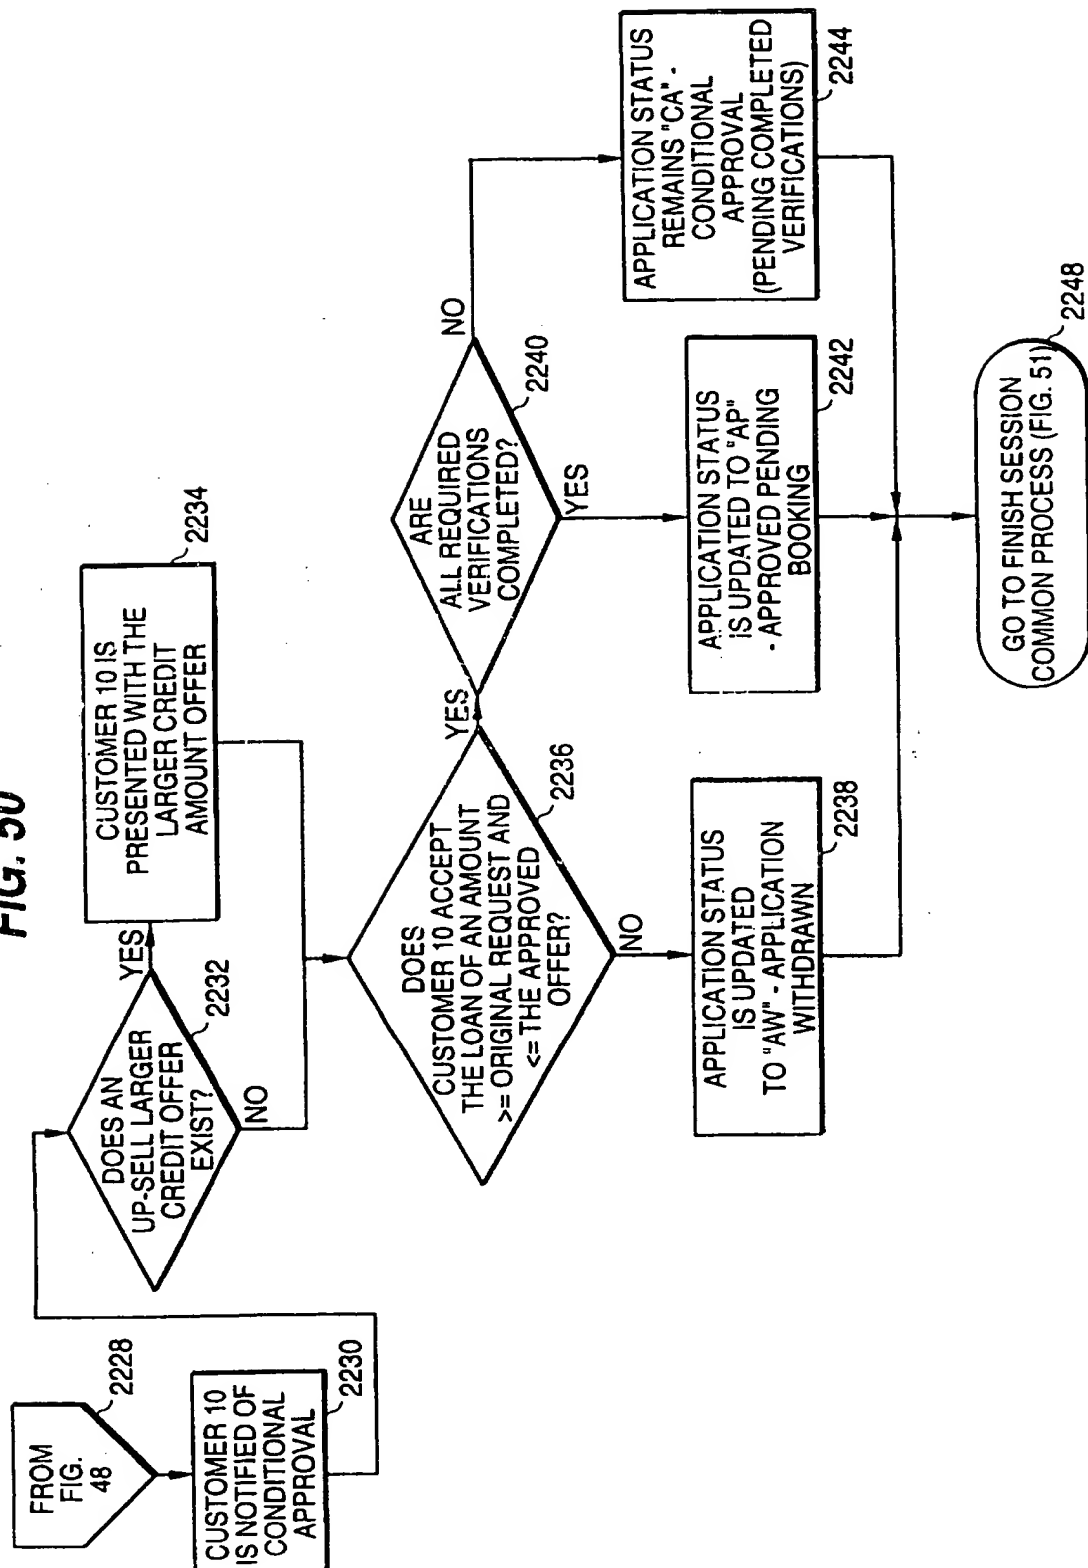 FIG. 50
FROM
FIG.
48
2228
CUSTOMER 10
IS NOTIFIED OF
CONDITIONAL
APPROVAL
2230
DOES AN
UP-SELL LARGER
CREDIT OFFER
EXIST?
2232
YES
NO
CUSTOMER 10 IS
PRESENTED WITH THE
LARGER CREDIT
AMOUNT OFFER
2234
DOES
CUSTOMER 10 ACCEPT
THE LOAN OF AN AMOUNT
>= ORIGINAL REQUEST AND
<= THE APPROVED
OFFER?
2236
YES
NO
APPLICATION STATUS
IS UPDATED
TO "AW" - APPLICATION
WITHDRAWN
2238
ARE
ALL REQUIRED
VERIFICATIONS
COMPLETED?
2240
NO
YES
APPLICATION STATUS
IS UPDATED TO "AP"
- APPROVED PENDING
BOOKING
2242
APPLICATION STATUS
REMAINS "CA" -
CONDITIONAL
APPROVAL
(PENDING COMPLETED
VERIFICATIONS)
2244
GO TO FINISH SESSION
COMMON PROCESS (FIG. 51)
2248